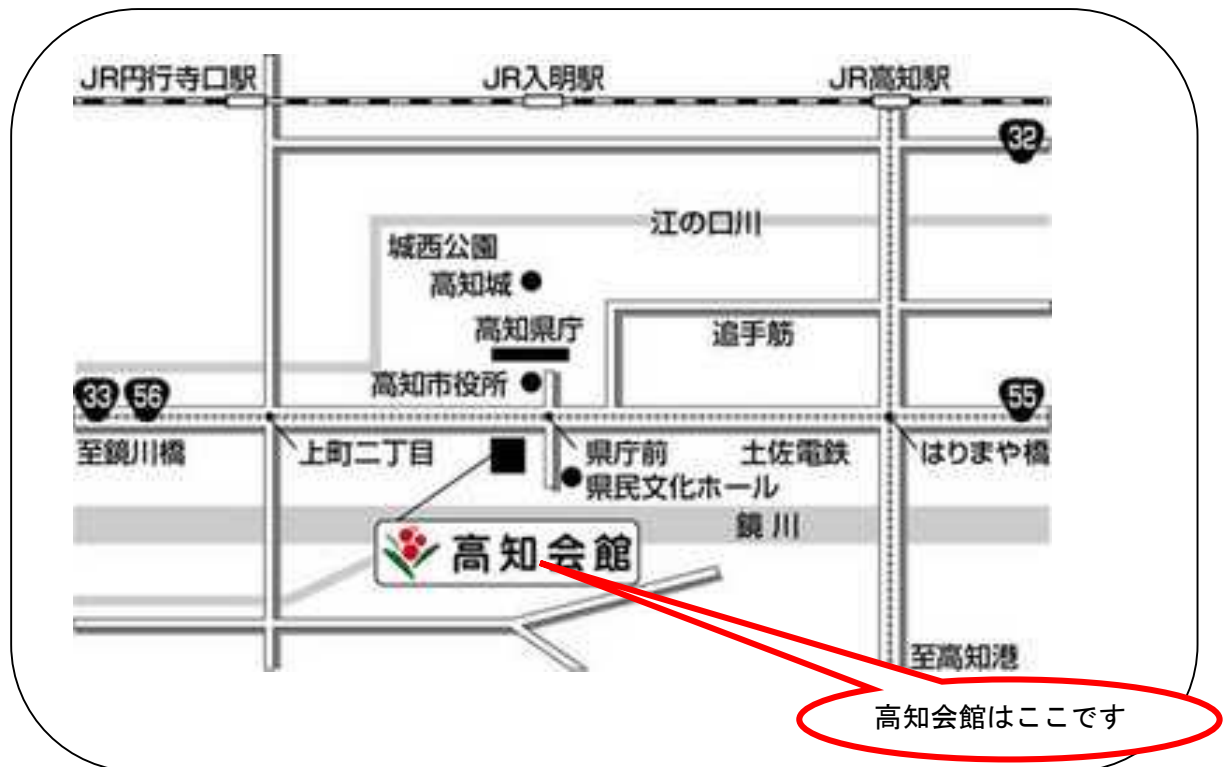 JR円行寺口駅
JR入明駅
JR高知駅
32
江の口川
城西公園
高知城
高知県庁
追手筋
高知市役所
33
56
55
至鏡川橋
上町二丁目
県庁前
土佐電鉄
はりまや橋
県民文化ホール
鏡川
高知会館
至高知港
高知会館はここです